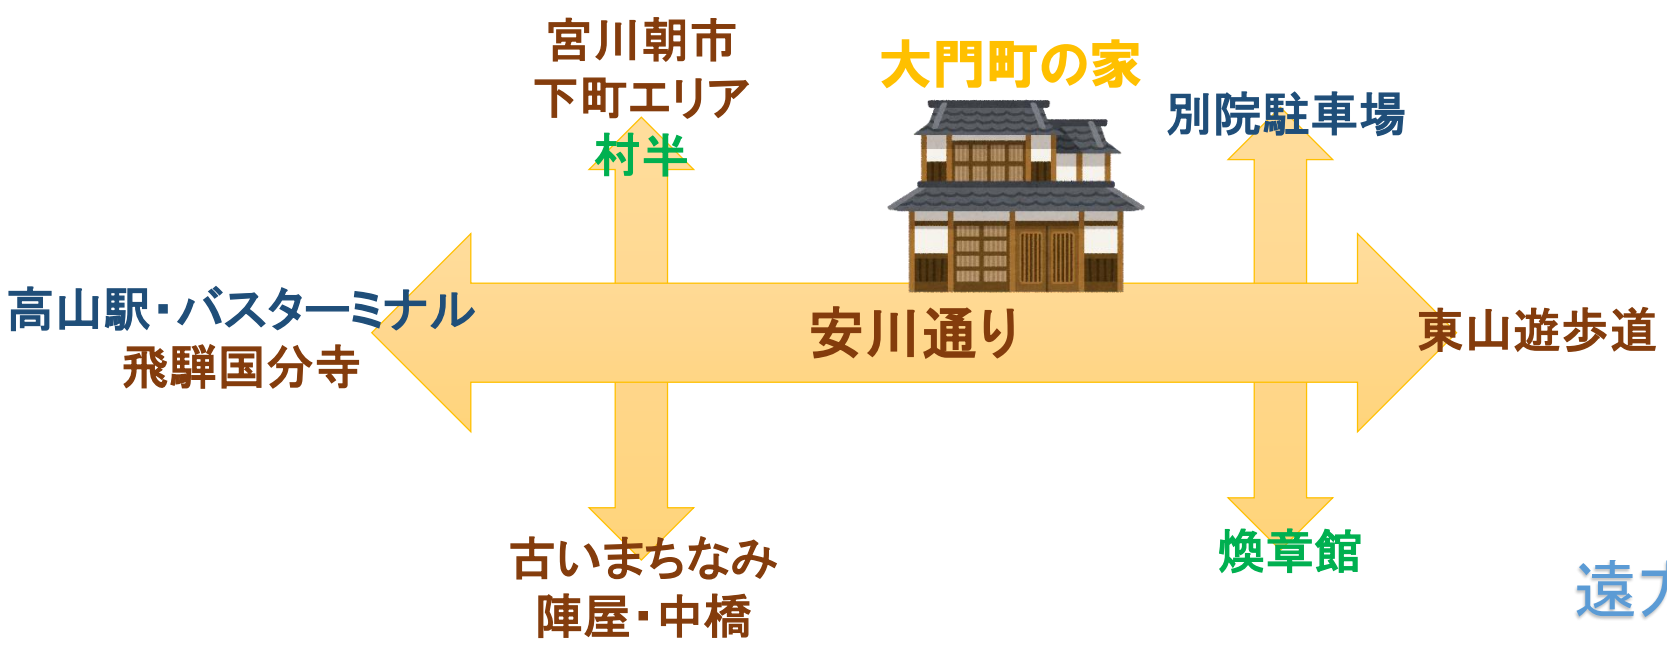 宮川朝市
下町エリア
村半
大門町の家
別院駐車場
高山駅・バスターミナル
飛騨国分寺
安川通り
東山遊歩道
古いまちなみ
陣屋・中橋
煥章館
遠